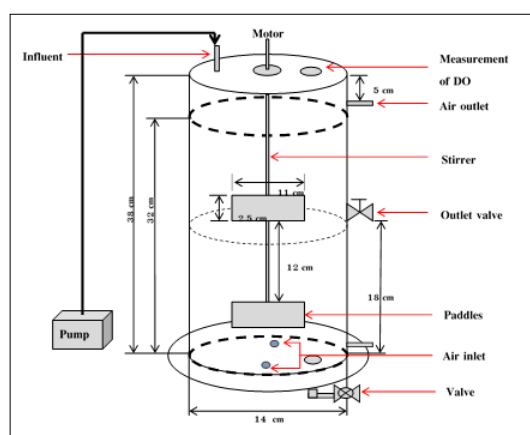 Motor
Influent
Measurement
of DO
5 cm
Air outlet
Stirrer
11 cm
2.5 cm
Outlet valve
38 cm
32 cm
12 cm
18 cm
Pump
Paddles
Air inlet
Valve
14 cm